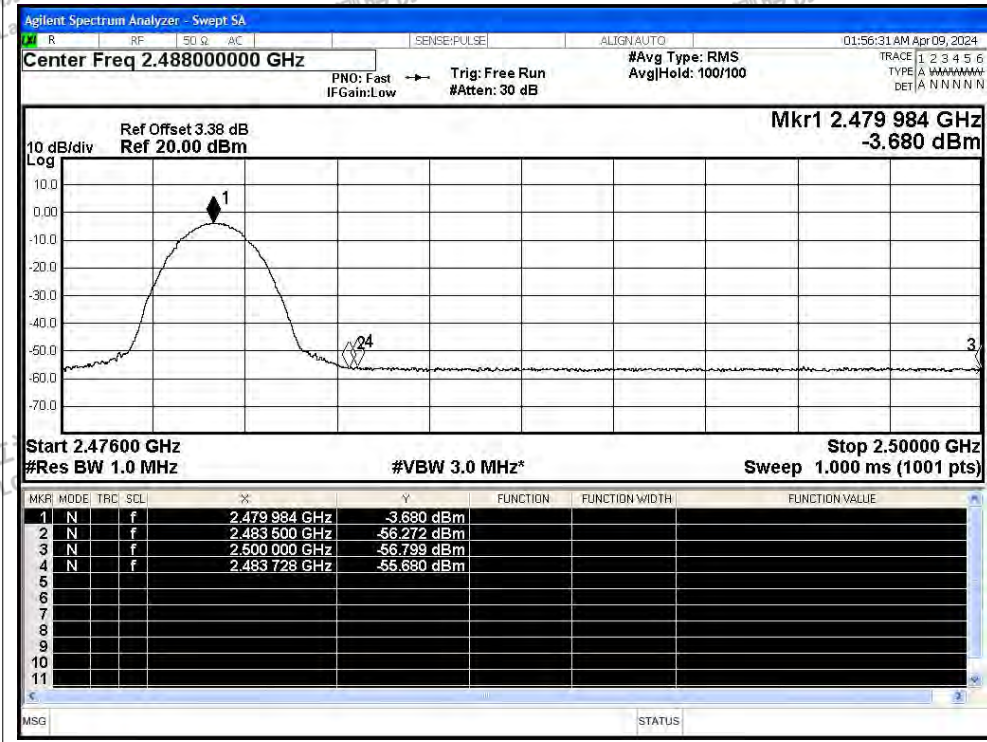 Agilent Spectrum Analyzer - Swept SA
R RF 50 Ω AC SENSE:PULSE ALIGN AUTO 01:56:31 AM Apr 09, 2024
Center Freq 2.488000000 GHz
#Avg Type: RMS
Avg|Hold: 100/100
TRACE 1 2 3 4 5 6
TYPE A WWWWW
DET A N N N N N
PNO: Fast
IFGain:Low
Trig: Free Run
#Atten: 30 dB
Mkr1 2.479 984 GHz
-3.680 dBm
Ref Offset 3.38 dB
10 dB/div Ref 20.00 dBm
Log
10.0
0.00
-10.0
-20.0
-30.0
-40.0
-50.0
-60.0
-70.0
1
2 4
3
Start 2.47600 GHz Stop 2.50000 GHz
#Res BW 1.0 MHz #VBW 3.0 MHz* Sweep 1.000 ms (1001 pts)
MKR MODE TRC SCL X Y FUNCTION FUNCTION WIDTH FUNCTION VALUE
1 N f 2.479 984 GHz -3.680 dBm
2 N f 2.483 500 GHz -56.272 dBm
3 N f 2.500 000 GHz -56.799 dBm
4 N f 2.483 728 GHz -55.680 dBm
5
6
7
8
9
10
11
MSG STATUS